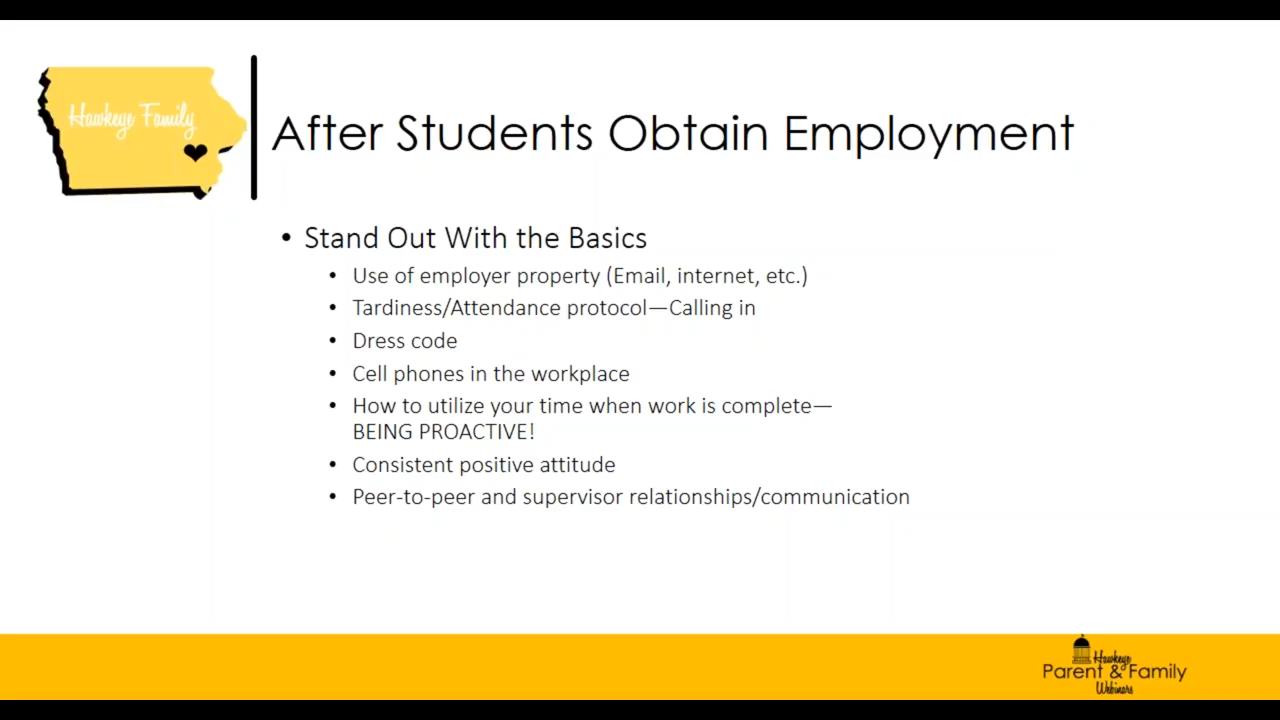 Hawkeye Family
After Students Obtain Employment
• Stand Out With the Basics
• Use of employer property (Email, internet, etc.)
• Tardiness/Attendance protocol—Calling in
• Dress code
• Cell phones in the workplace
• How to utilize your time when work is complete—
BEING PROACTIVE!
• Consistent positive attitude
• Peer-to-peer and supervisor relationships/communication
Hawkeye
Parent & Family
Webinars